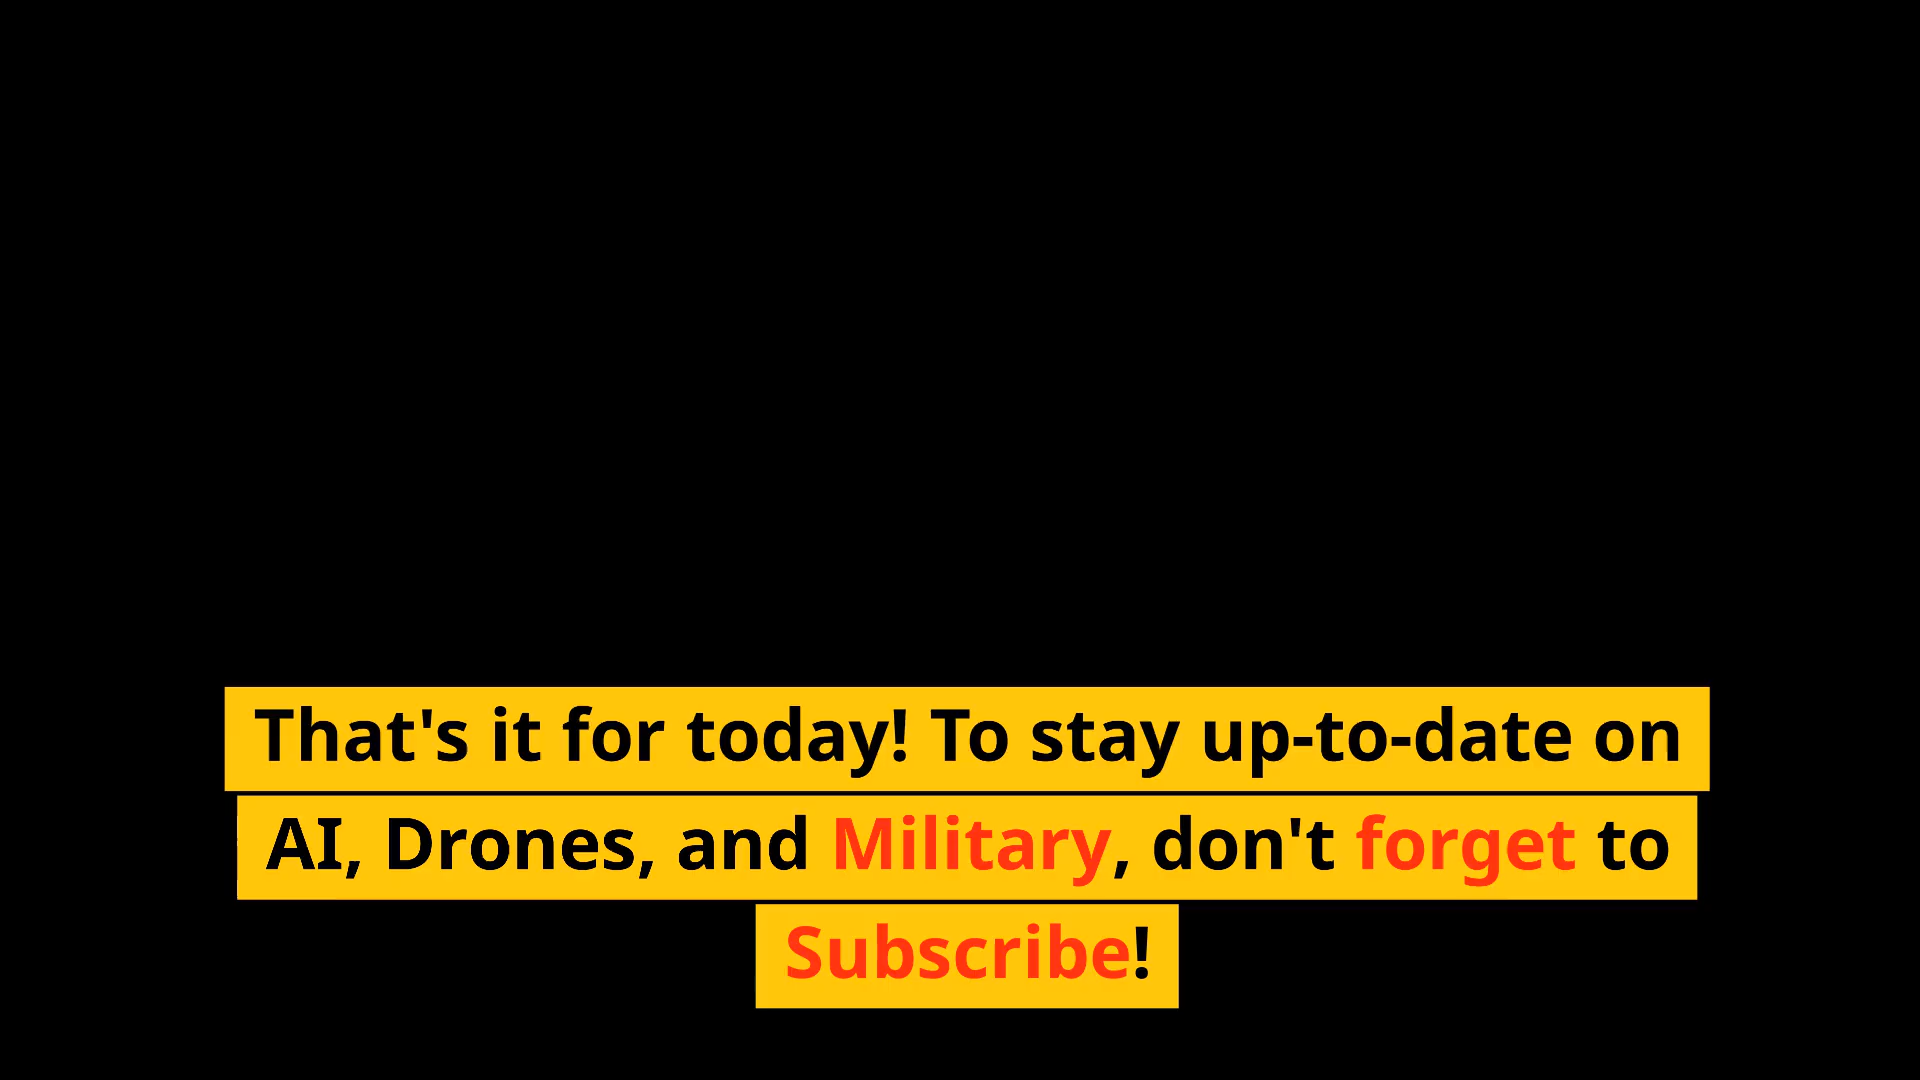 That's it for today! To stay up-to-date on
AI, Drones, and Military, don't forget to
Subscribe!